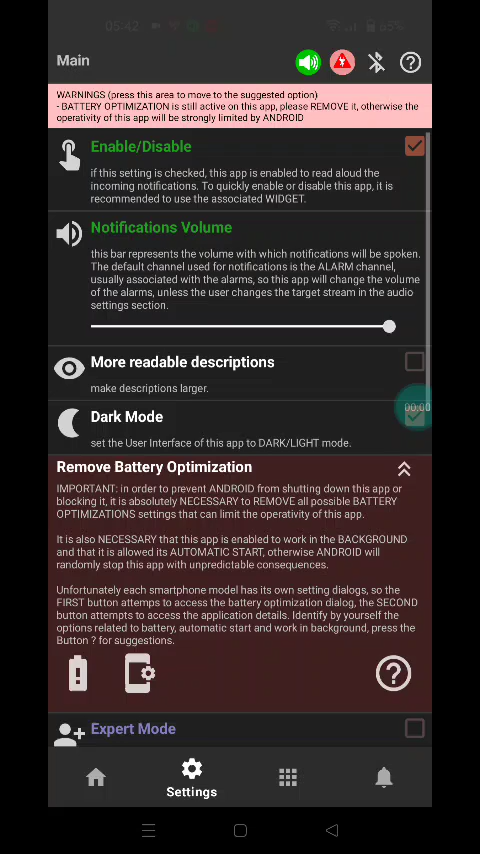 05:42
65%
Main
WARNINGS (press this area to move to the suggested option)
- BATTERY OPTIMIZATION is still active on this app, please REMOVE it, otherwise the
operativity of this app will be strongly limited by ANDROID
Enable/Disable
if this setting is checked, this app is enabled to read aloud the
incoming notifications. To quickly enable or disable this app, it is
recommended to use the associated WIDGET.
Notifications Volume
this bar represents the volume with which notifications will be spoken.
The default channel used for notifications is the ALARM channel,
usually associated with the alarms, so this app will change the volume
of the alarms, unless the user changes the target stream in the audio
settings section.
More readable descriptions
make descriptions larger.
00:00
Dark Mode
set the User Interface of this app to DARK/LIGHT mode.
Remove Battery Optimization
IMPORTANT: in order to prevent ANDROID from shutting down this app or
blocking it, it is absolutely NECESSARY to REMOVE all possible BATTERY
OPTIMIZATIONS settings that can limit the operativity of this app.
It is also NECESSARY that this app is enabled to work in the BACKGROUND
and that it is allowed its AUTOMATIC START, otherwise ANDROID will
randomly stop this app with unpredictable consequences.
Unfortunately each smartphone model has its own setting dialogs, so the
FIRST button attemps to access the battery optimization dialog, the SECOND
button attempts to access the application details. Identify by yourself the
options related to battery, automatic start and work in background, press the
Button ? for suggestions.
Expert Mode
Settings